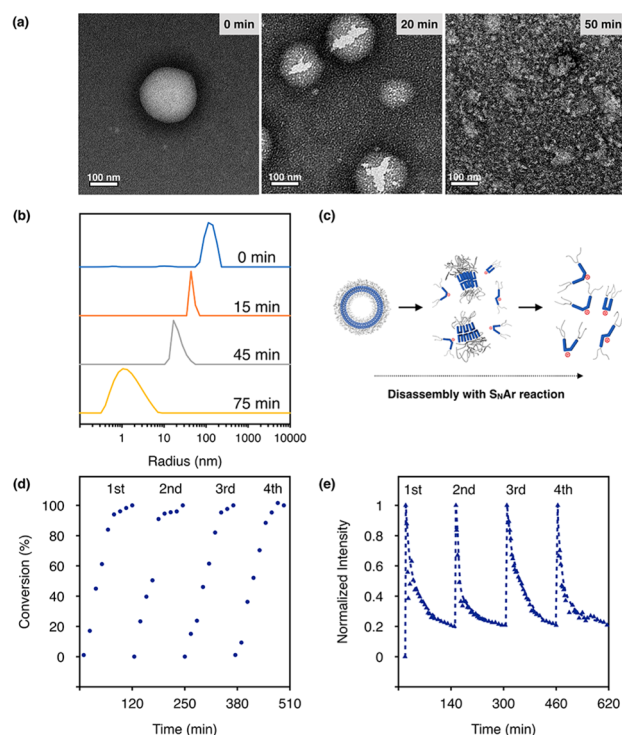 (a)
0 min
20 min
50 min
100 nm
100 nm
100 nm
(b)
0 min
15 min
45 min
75 min
1
10
100
1000
10000
Radius (nm)
(c)
Disassembly with SNAr reaction
(d)
1st
2nd
3rd
4th
100
80
60
40
20
0
Conversion (%)
120
250
380
510
Time (min)
(e)
1st
2nd
3rd
4th
1
0.8
0.6
0.4
0.2
0
Normalized Intensity
140
300
460
620
Time (min)